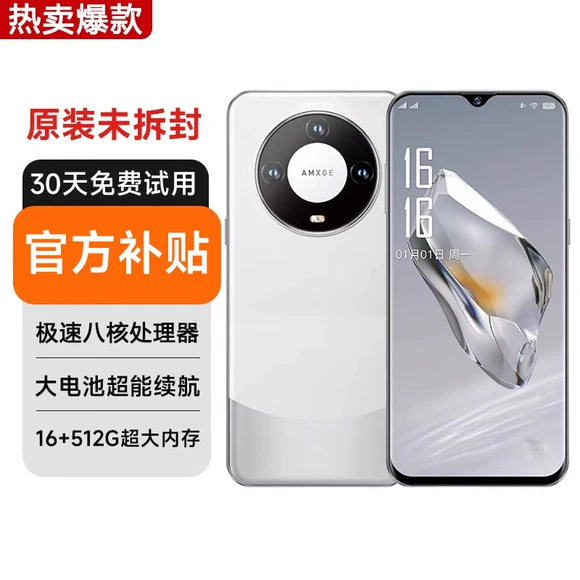 热卖爆款
原装未拆封
30天免费试用
官方补贴
极速八核处理器
大电池超能续航
16+512G超大内存
AMXGE
16
16
01月01日 周一